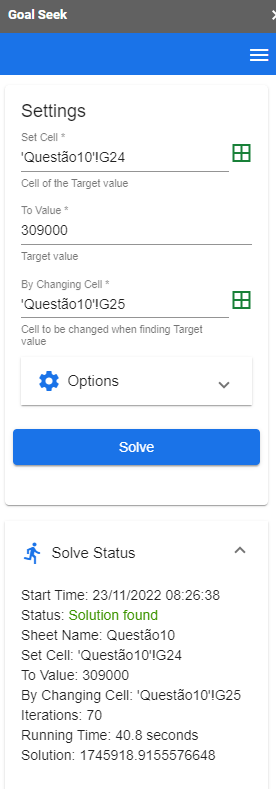 Goal Seek
Settings
Set Cell *
'Questão10'!G24
Cell of the Target value
To Value *
309000
Target value
By Changing Cell *
'Questão10'!G25
Cell to be changed when finding Target
value
Options
Solve
Solve Status
Start Time: 23/11/2022 08:26:38
Status: Solution found
Sheet Name: Questão10
Set Cell: 'Questão10'!G24
To Value: 309000
By Changing Cell: 'Questão10'!G25
Iterations: 70
Running Time: 40.8 seconds
Solution: 1745918.9155576648